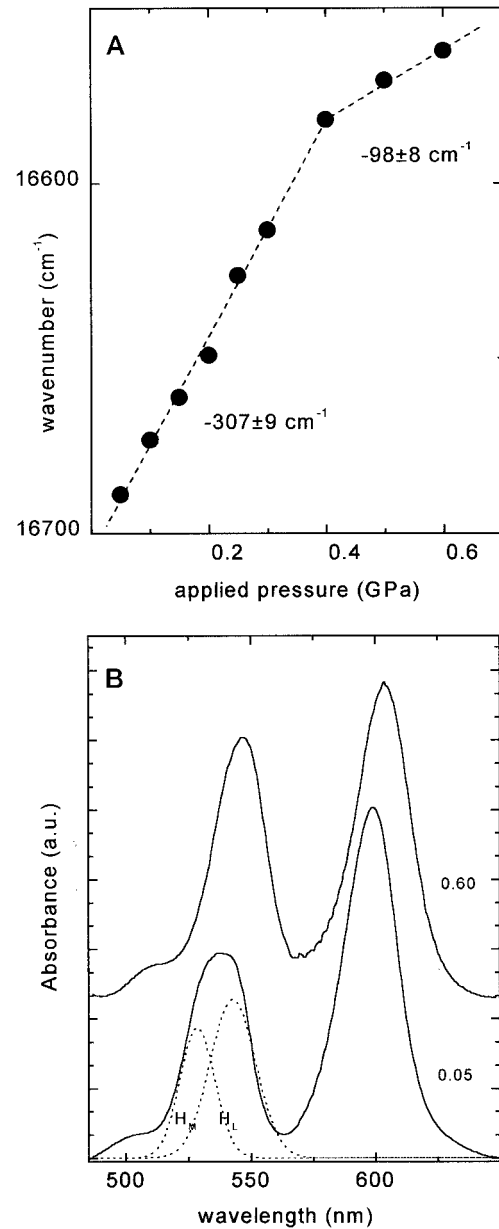 A
16600
16700
wavenumber (cm-1)
-98±8 cm-1
-307±9 cm-1
0.2 0.4 0.6
applied pressure (GPa)
B
Absorbance (a.u.)
0.60
0.05
HM HL
500 550 600
wavelength (nm)